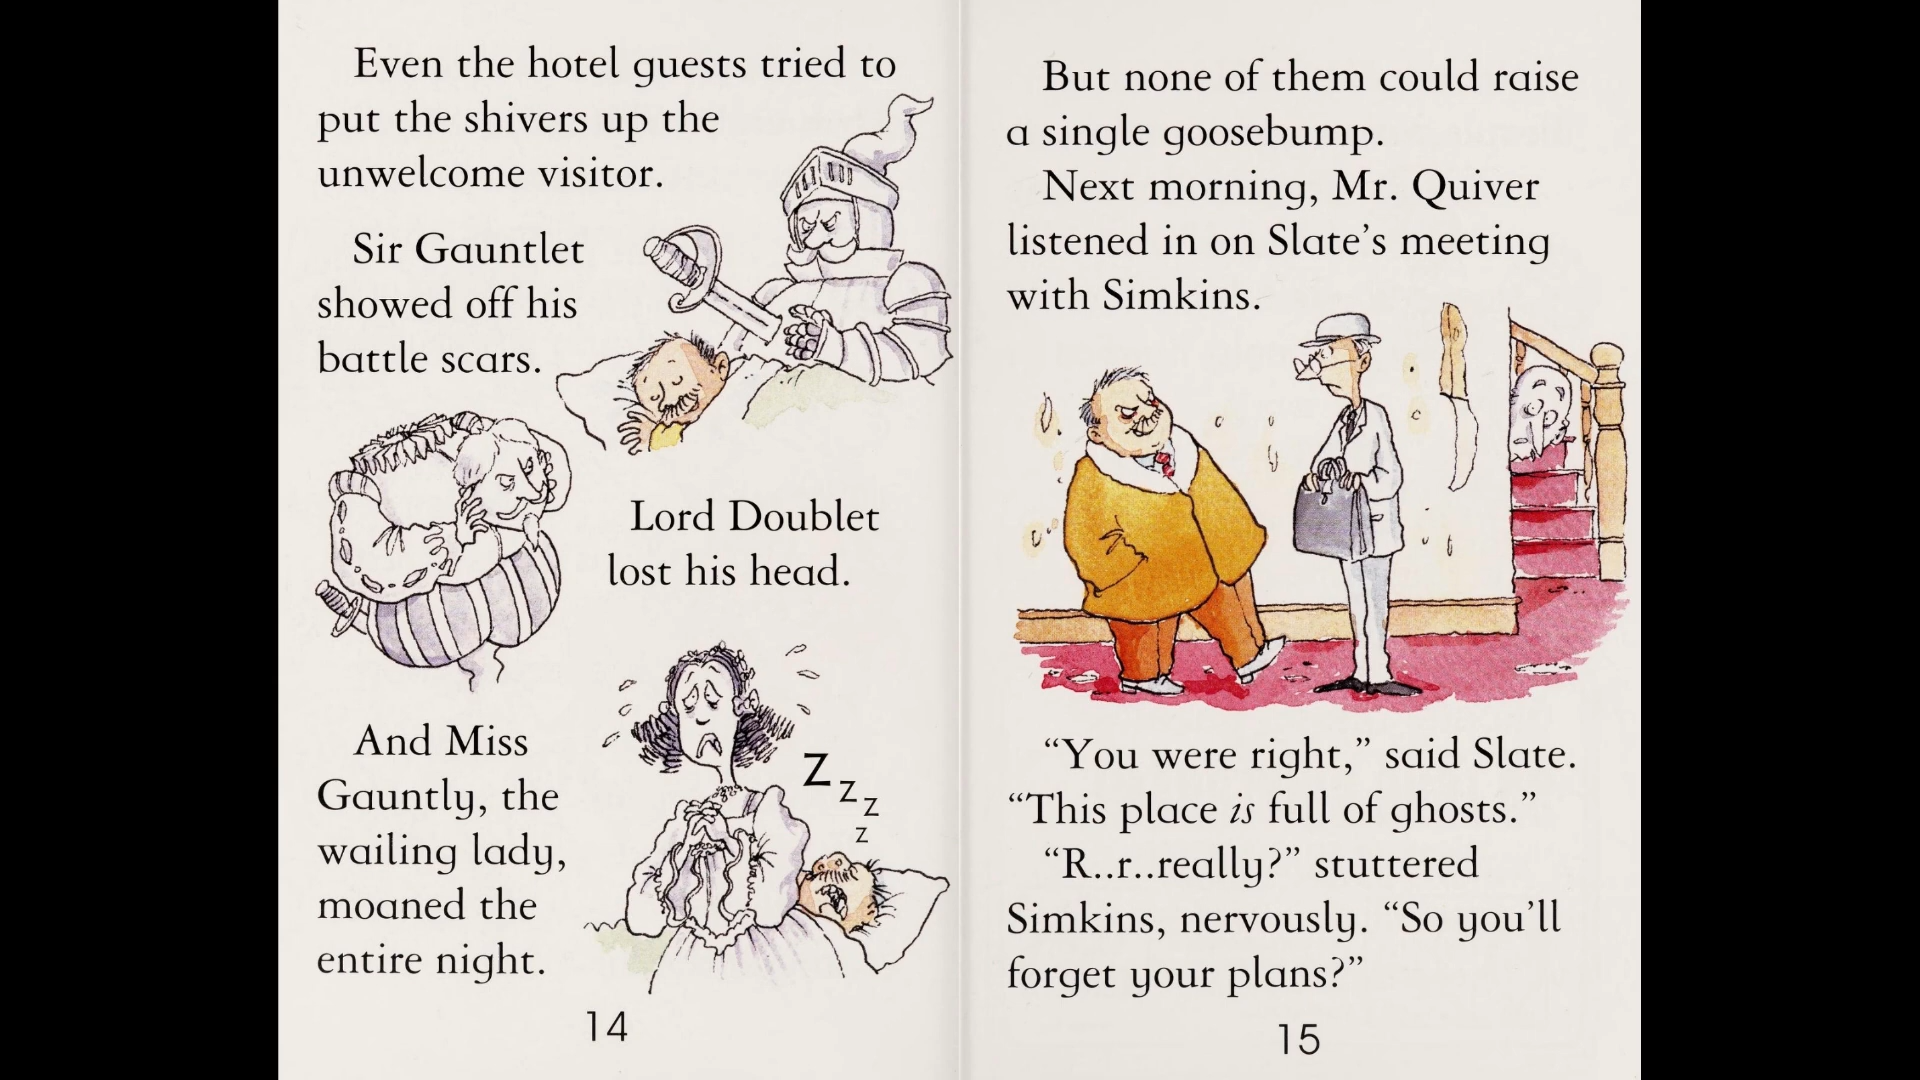 Even the hotel guests tried to
put the shivers up the
unwelcome visitor.
Sir Gauntlet
showed off his
battle scars.
Lord Doublet
lost his head.
And Miss
Gauntly, the
wailing lady,
moaned the
entire night.
Z z z z
14
But none of them could raise
a single goosebump.
Next morning, Mr. Quiver
listened in on Slate’s meeting
with Simkins.
“You were right,” said Slate.
“This place is full of ghosts.”
“R..r..really?” stuttered
Simkins, nervously. “So you’ll
forget your plans?”
15